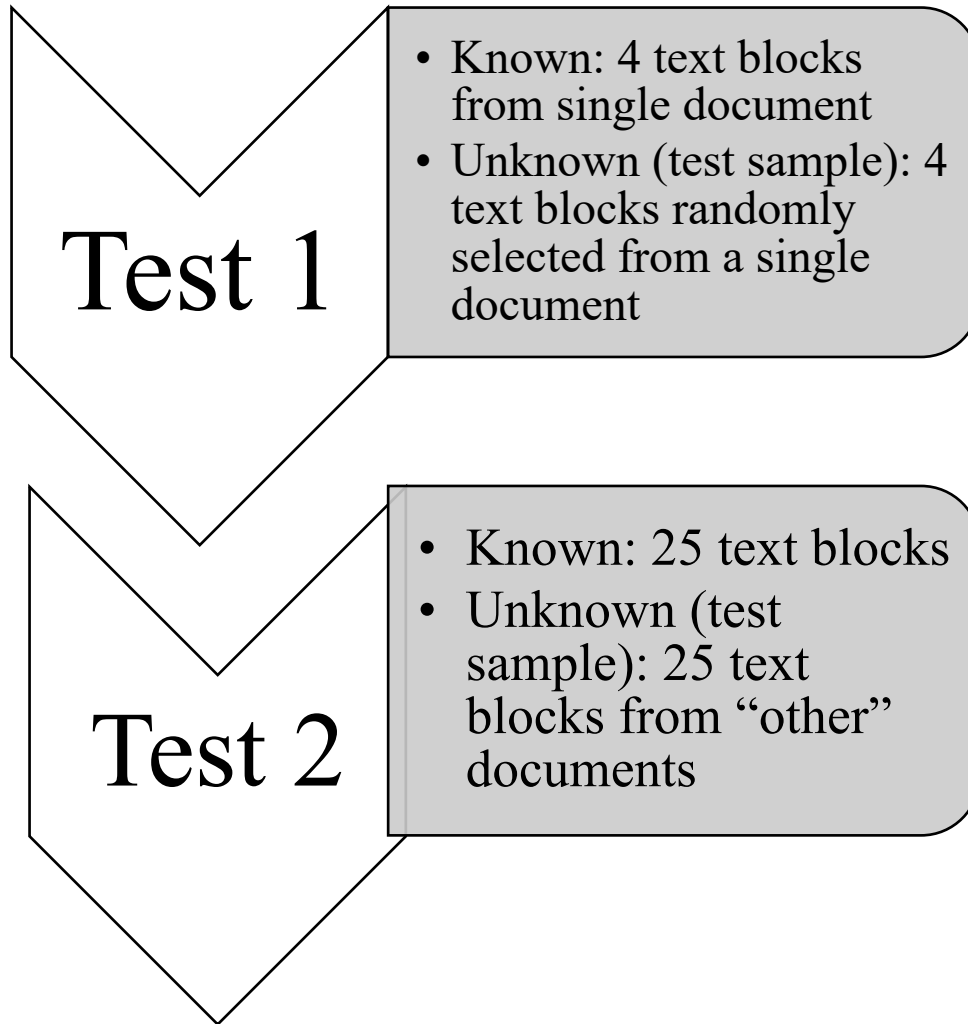 Test 1
• Known: 4 text blocks
from single document
• Unknown (test sample): 4
text blocks randomly
selected from a single
document
Test 2
• Known: 25 text blocks
• Unknown (test
sample): 25 text
blocks from “other”
documents